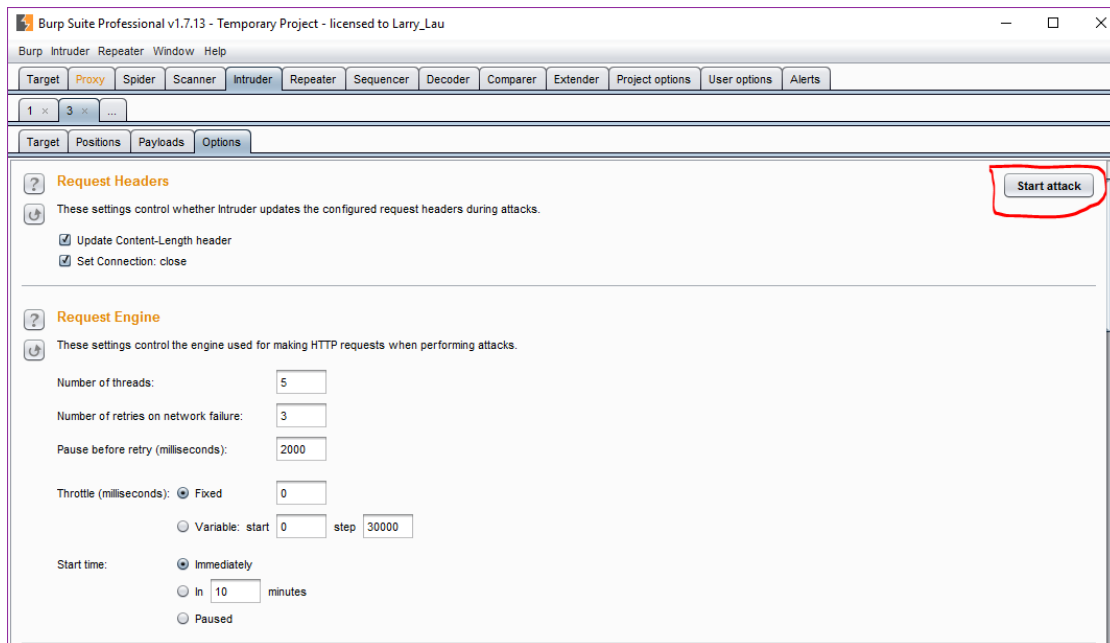 Burp Suite Professional v1.7.13 - Temporary Project - licensed to Larry_Lau
Burp Intruder Repeater Window Help
Target Proxy Spider Scanner Intruder Repeater Sequencer Decoder Comparer Extender Project options User options Alerts
1 × 3 × ...
Target Positions Payloads Options
? Request Headers
Start attack
These settings control whether Intruder updates the configured request headers during attacks.
Update Content-Length header
Set Connection: close
? Request Engine
These settings control the engine used for making HTTP requests when performing attacks.
Number of threads: 5
Number of retries on network failure: 3
Pause before retry (milliseconds): 2000
Throttle (milliseconds): Fixed 0
Variable: start 0 step 30000
Start time: Immediately
In 10 minutes
Paused